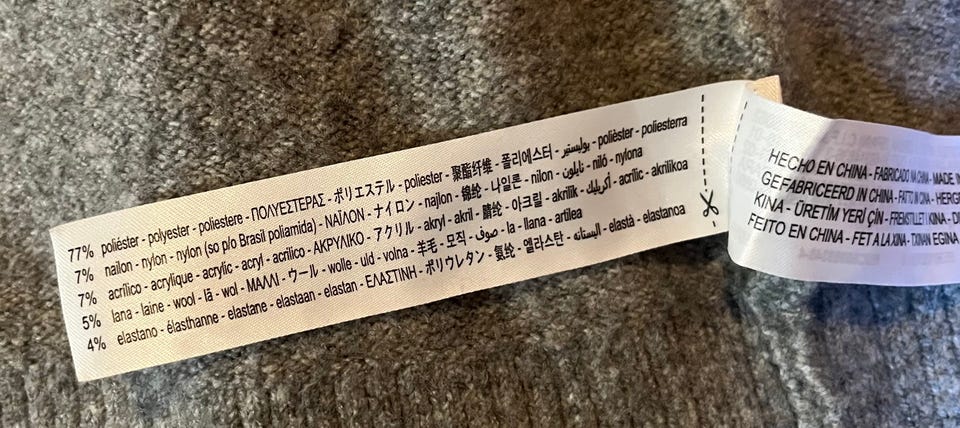 77% poliéster - polyester - poliestere - ΠΟΛΥΕΣΤΕΡΑΣ - ポリエステル - poliester - 聚酯纤维 - 폴리에스터 - بوليستير - polièster - poliesterra
7% nailon - nylon - nylon (so p/o Brasil poliamida) - ΝΑΪΛΟΝ - ナイロン - najlon - 锦纶 - 나일론 - nilon - نايلون - niló - nylona
7% acrílico - acrylique - acrylic - acryl - acrilico - ΑΚΡΥΛΙΚΟ - アクリル - akryl - akril - 腈纶 - 아크릴 - akrilik - أكريليك - acrílic - akrilikoa
5% lana - laine - wool - lã - wol - ΜΑΛΛΙ - ウール - wolle - uld - volna - 羊毛 - 모직 - صوف - la - llana - artilea
4% elastano - élasthanne - elastane - elastaan - elastan - ΕΛΑΣΤΙΝΗ - ポリウレタン - 氨纶 - 엘라스탄 - البستانه - elastà - elastanoa
HECHO EN CHINA - FABRICADO NA CHINA - MADE IN
GEFABRICEERD IN CHINA - FATTO IN CINA - HERG
KINA - ÜRETİM YERİ ÇİN - FREMSTILLET I KINA - DI
FEITO EN CHINA - FET A LA XINA - TXINAN EGINA